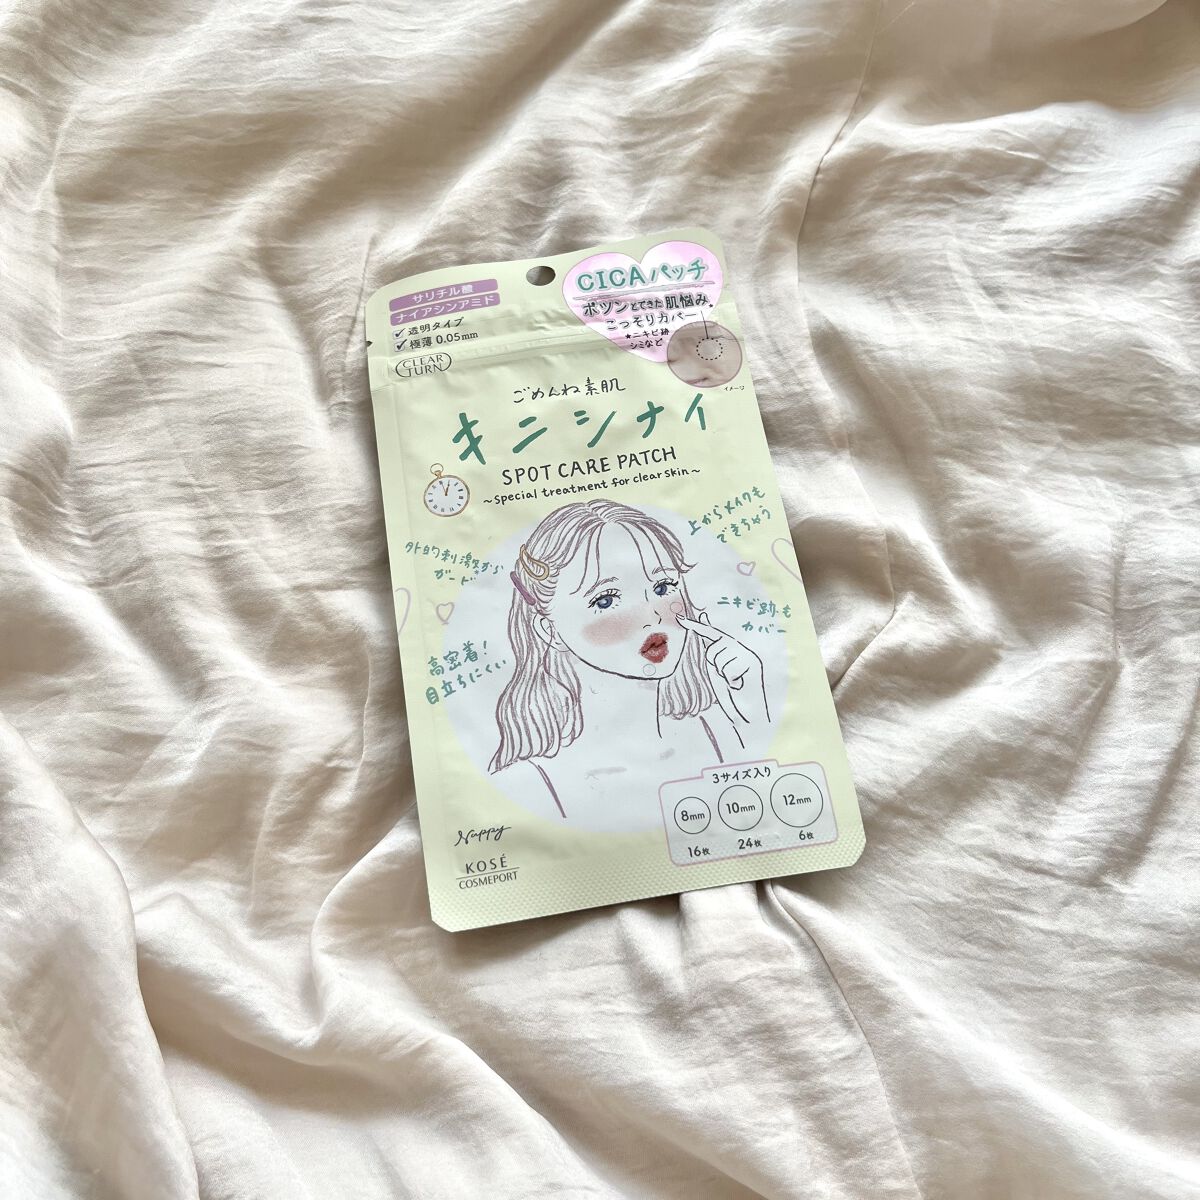 サリチル酸
ナイアシンアミド
✓透明タイプ
✓極薄0.05mm
CLEAR
TURN
CICAパッチ
ポツンとできた肌悩み*
こっそりカバー
*ニキビ跡
シミなど
イメージ
ごめんね素肌
キニシナイ
SPOT CARE PATCH
~special treatment for clear skin~
外的刺激から
ガード
上からメイクも
できちゃう
ニキビ跡*も
カバー
高密着!
目立ちにくい
3サイズ入り
8mm
10mm
12mm
16枚
24枚
6枚
Nappy
KOSÉ
COSMEPORT